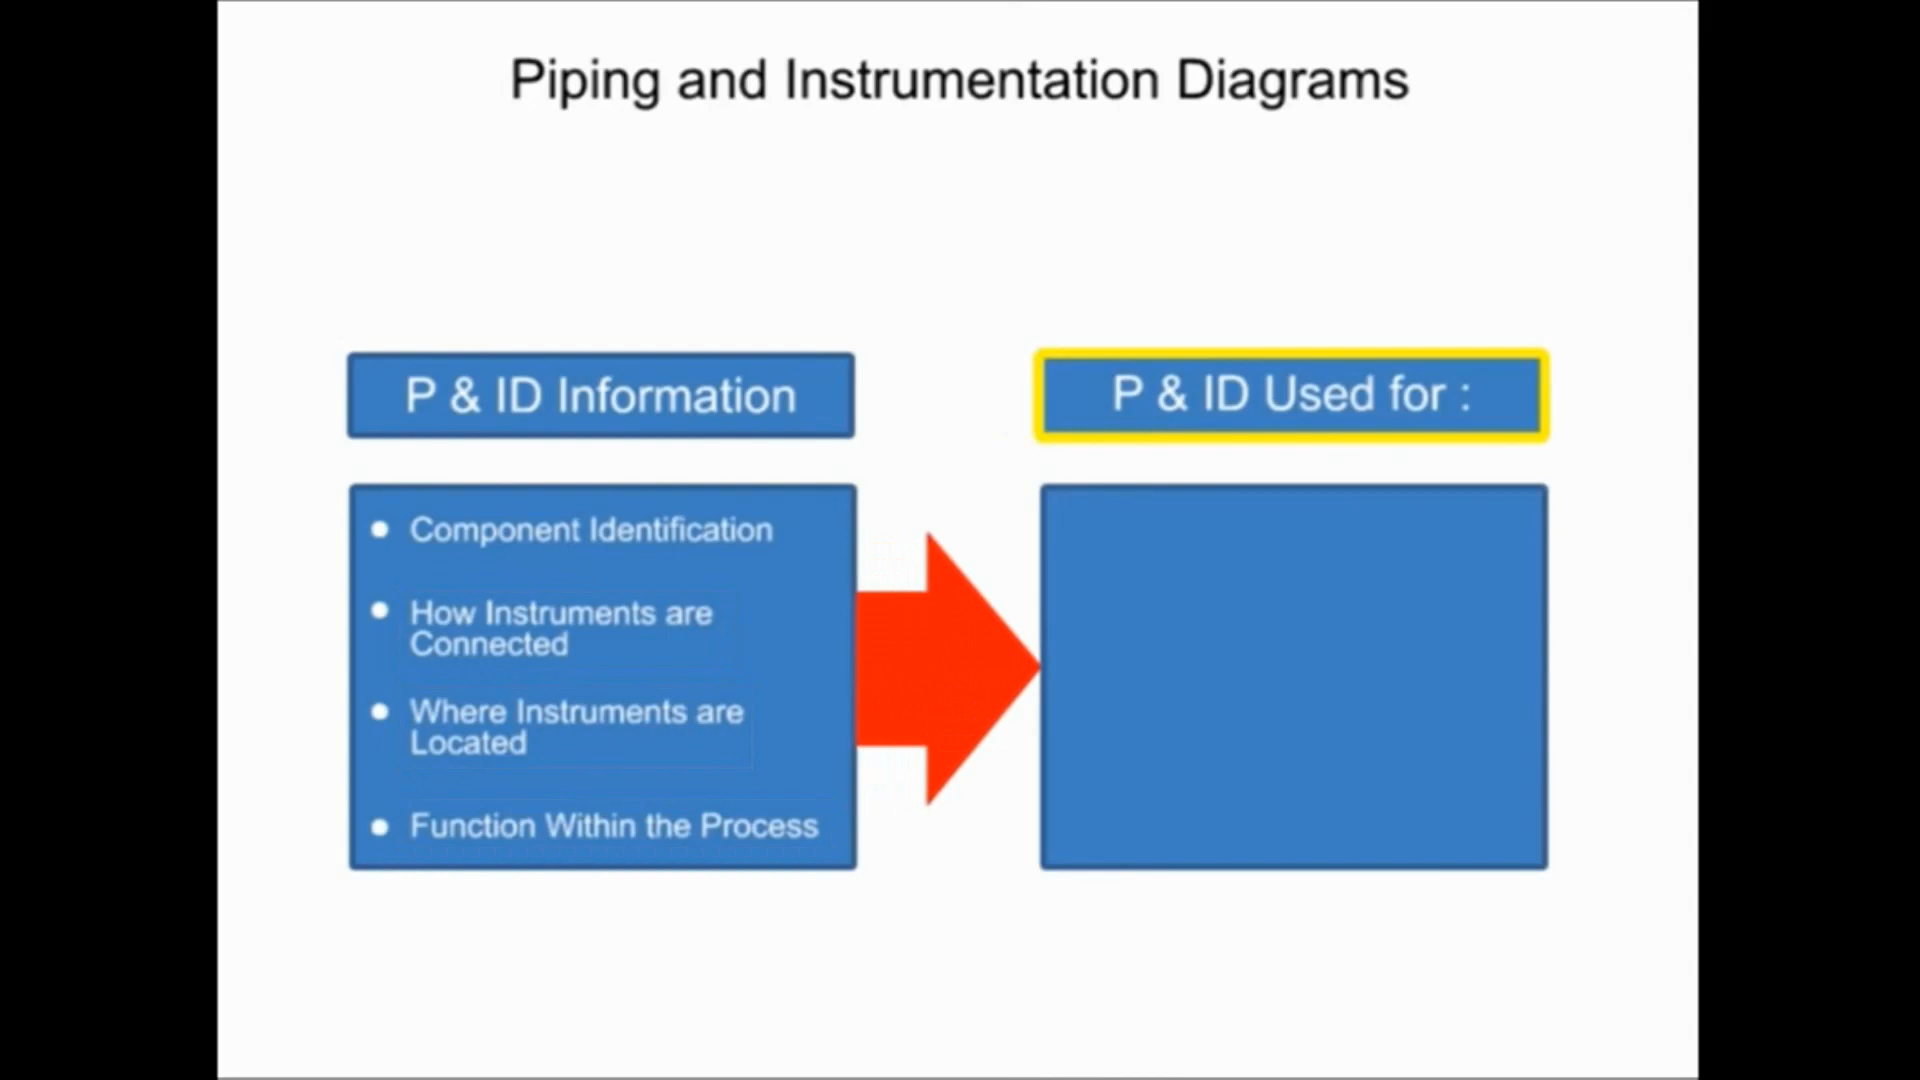 Piping and Instrumentation Diagrams
P & ID Information
Component Identification
How Instruments are
Connected
Where Instruments are
Located
Function Within the Process
P & ID Used for :